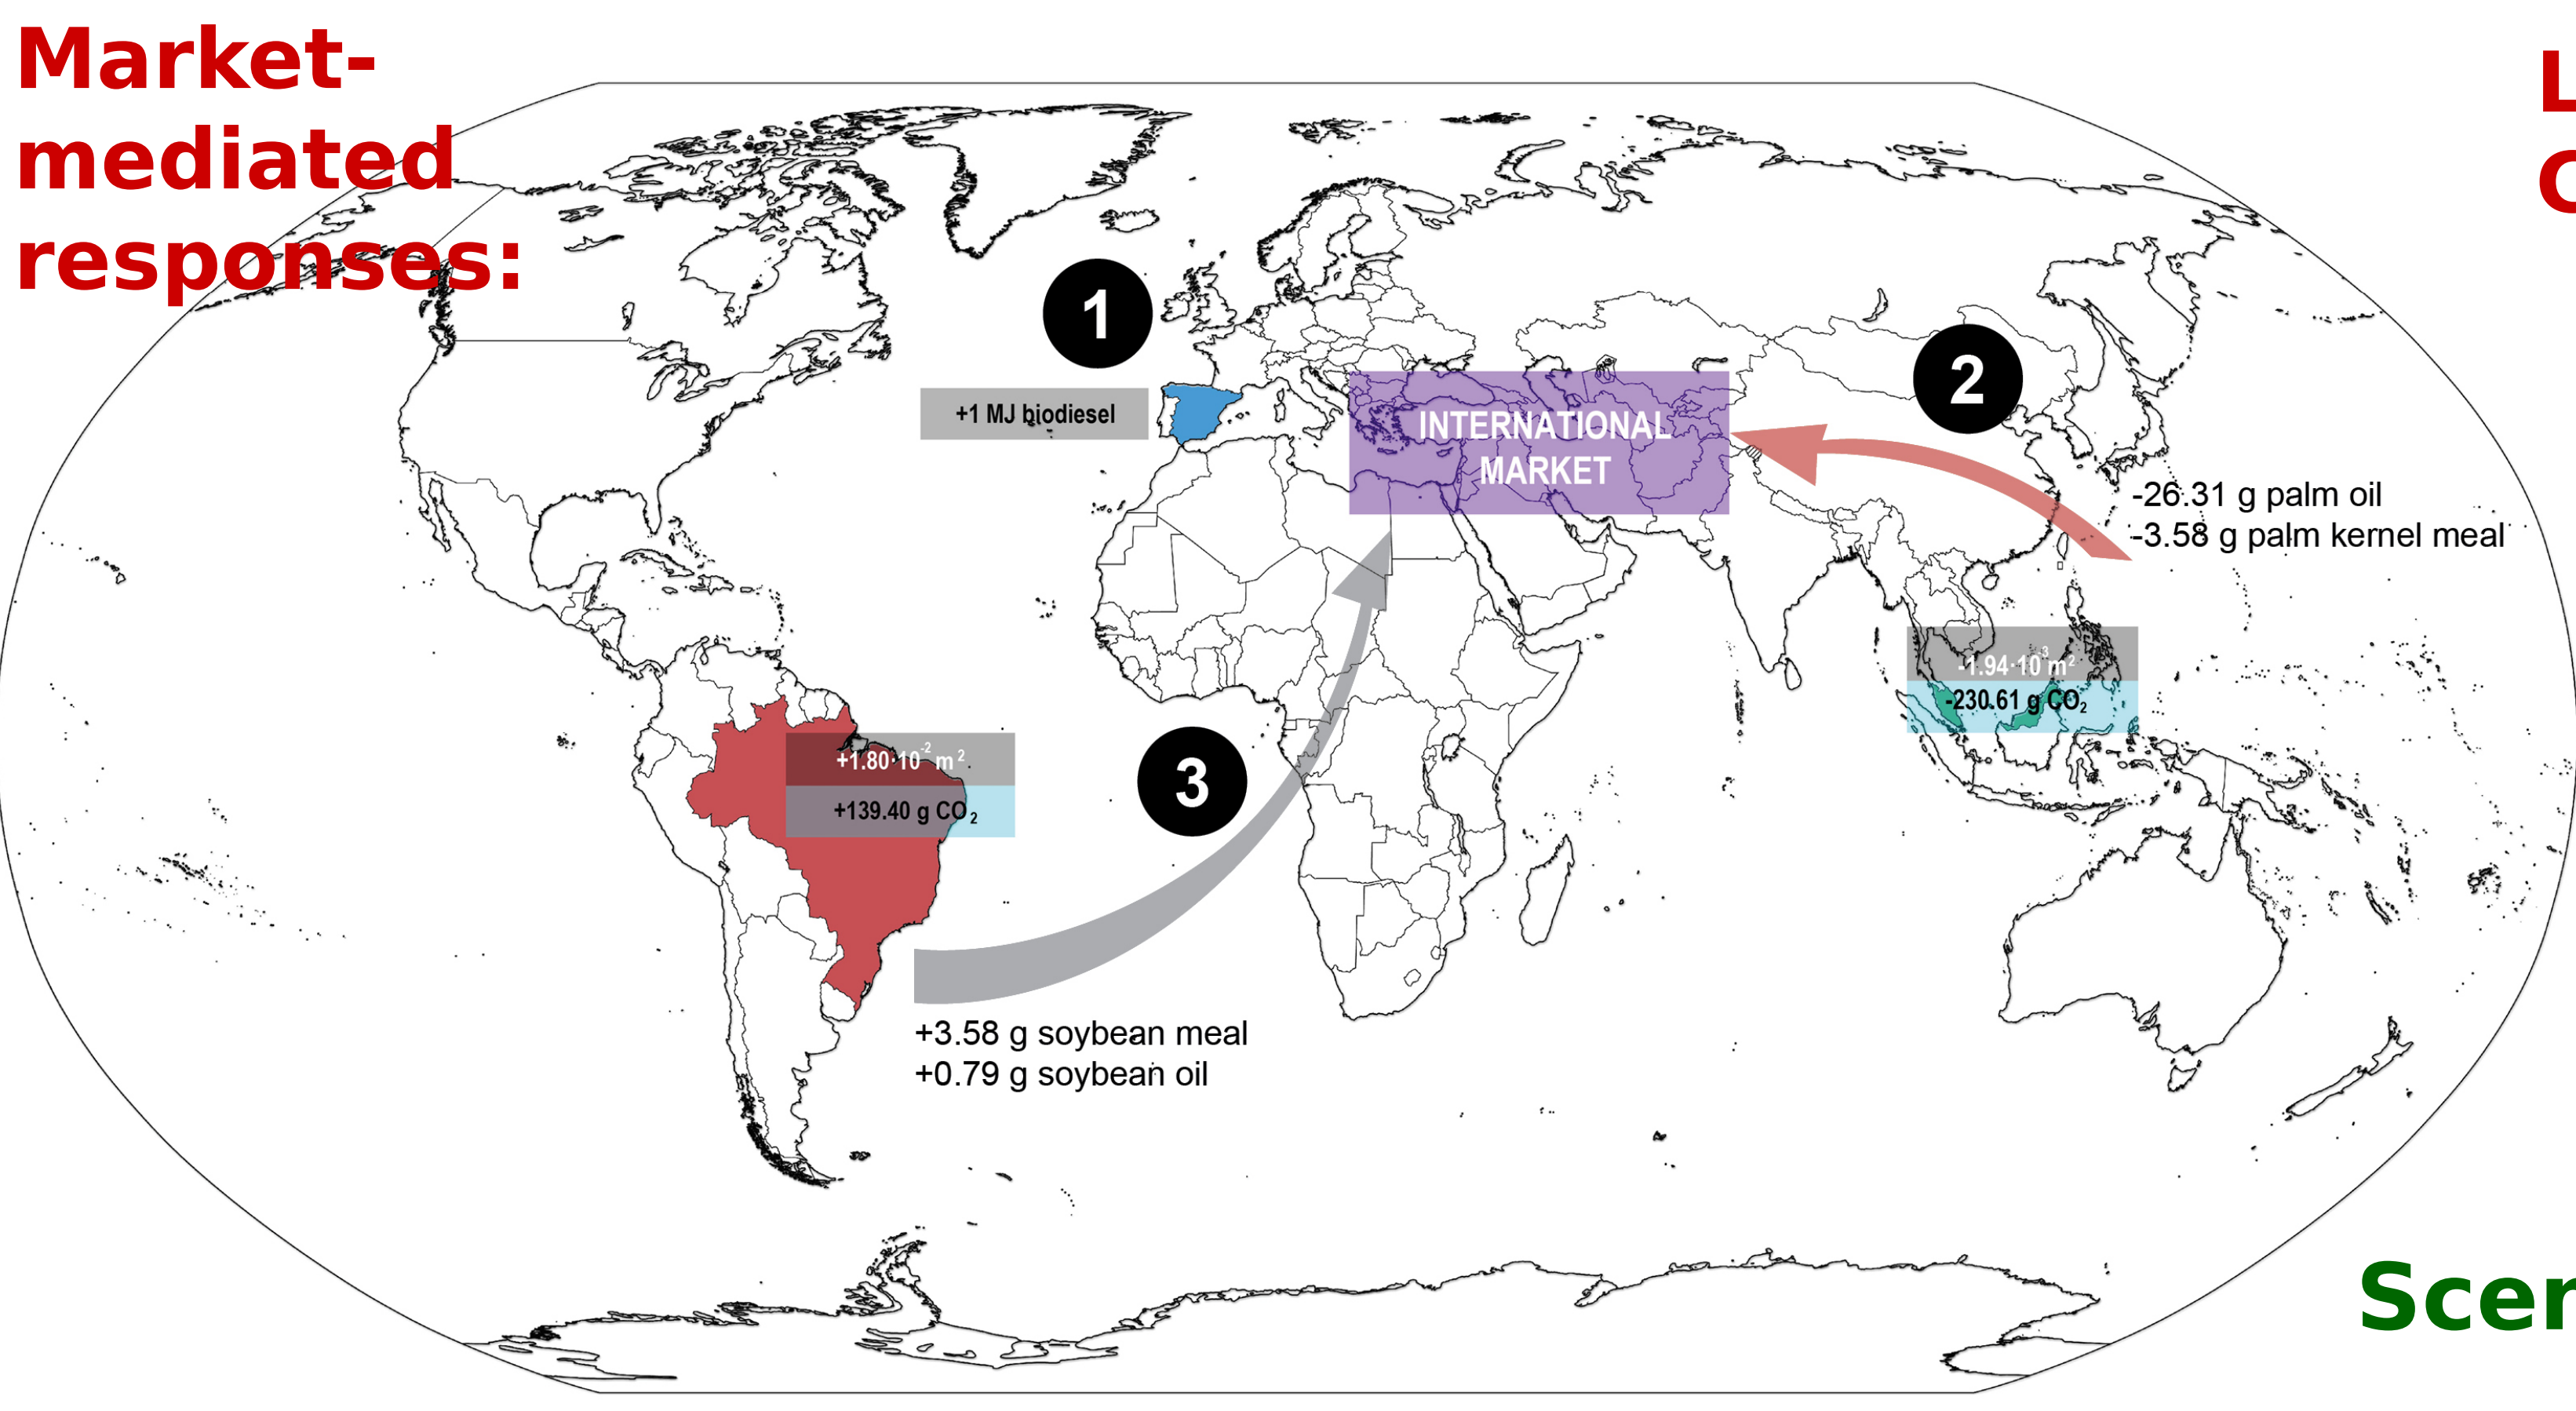 Market-
mediated
responses:
1
+1 MJ biodiesel
INTERNATIONAL
MARKET
2
-26.31 g palm oil
-3.58 g palm kernel meal
-1.94·10⁻³ m²
-230.61 g CO₂
+1.80·10⁻² m²
+139.40 g CO₂
3
+3.58 g soybean meal
+0.79 g soybean oil